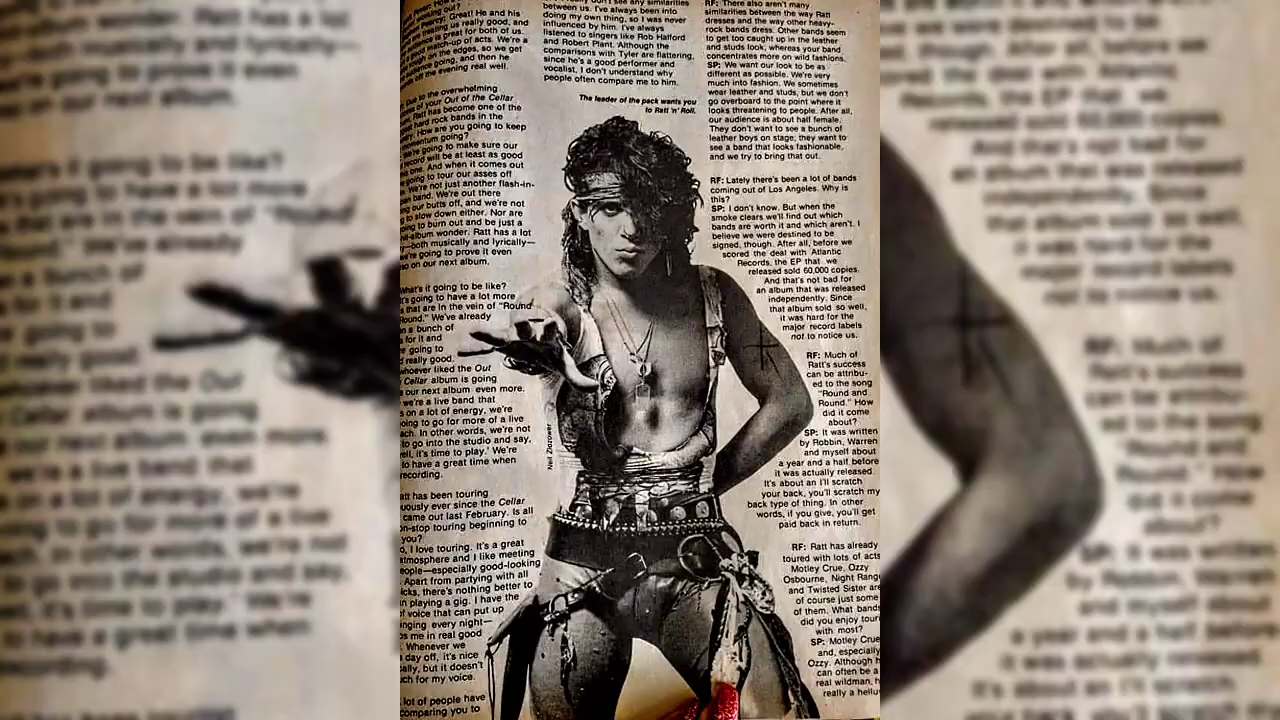 working out?
Pearcy: Great! He and his
treating us really good, and
is great for both of us.
match-up of acts. We're a
rough on the edges, so we get
going, and then he
off the evening real well.
Due to the overwhelming
of your Out of the Cellar
Ratt has become one of the
hard rock bands in the
How are you going to keep
momentum going?
We're going to make sure our
record will be at least as good
one. And when it comes out
going to tour our asses off
We're not just another flash-in-
band. We're out there
our butts off, and we're not
to slow down either. Nor are
to burn out and be just a
-album wonder. Ratt has a lot
—both musically and lyrically—
we're going to prove it even
on our next album.
What's it going to be like?
It's going to have a lot more
that are in the vein of "Round
Round." We've already
a bunch of
for it and
going to
really good.
whoever liked the Out
Cellar album is going
our next album even more.
we're a live band that
on a lot of energy, we're
going to go for more of a live
In other words, we're not
to go into the studio and say,
it's time to play.' We're
to have a great time when
recording.
Ratt has been touring
ever since the Cellar
came out last February. Is all
touring beginning to
you?
I love touring. It's a great
atmosphere and I like meeting
people—especially good-looking
Apart from partying with all
there's nothing better to
playing a gig. I have the
of voice that can put up
singing every night—
me in real good
Whenever we
day off, it's nice
but it doesn't
for my voice.
lot of people have
comparing you to
don't see any similarities
between us. I've always been into
doing my own thing, so I was never
influenced by him. I've always
listened to singers like Rob Halford
and Robert Plant. Although the
comparisons with Tyler are flattering,
since he's a good performer and
vocalist, I don't understand why
people often compare me to him.
The leader of the pack wants you
to Ratt 'n' Roll.
Neil Zlozower
RF: There also aren't many
similarities between the way Ratt
dresses and the way other heavy-
rock bands dress. Other bands seem
to get too caught up in the leather
and studs look, whereas your band
concentrates more on wild fashions.
SP: We want our look to be as
different as possible. We're very
much into fashion. We sometimes
wear leather and studs, but we don't
go overboard to the point where it
looks threatening to people. After all,
our audience is about half female.
They don't want to see a bunch of
leather boys on stage; they want to
see a band that looks fashionable,
and we try to bring that out.
RF: Lately there's been a lot of bands
coming out of Los Angeles. Why is
this?
SP: I don't know. But when the
smoke clears we'll find out which
bands are worth it and which aren't. I
believe we were destined to be
signed, though. After all, before we
scored the deal with Atlantic
Records, the EP that we
released sold 60,000 copies.
And that's not bad for
an album that was released
independently. Since
that album sold so well,
it was hard for the
major record labels
not to notice us.
RF: Much of
Ratt's success
can be attribu-
ed to the song
"Round and
Round." How
did it come
about?
SP: It was written
by Robbin, Warren
and myself about
a year and a half before
it was actually released.
It's about an I'll scratch
your back, you'll scratch my
back type of thing. In other
words, if you give, you'll get
paid back in return.
RF: Ratt has already
toured with lots of acts
Motley Crue, Ozzy
Osbourne, Night Range
and Twisted Sister are
of course just some
of them. What bands
did you enjoy touri
with most?
SP: Motley Crue
and, especially
Ozzy. Although h
can often be a
real wildman, h
really a hellu